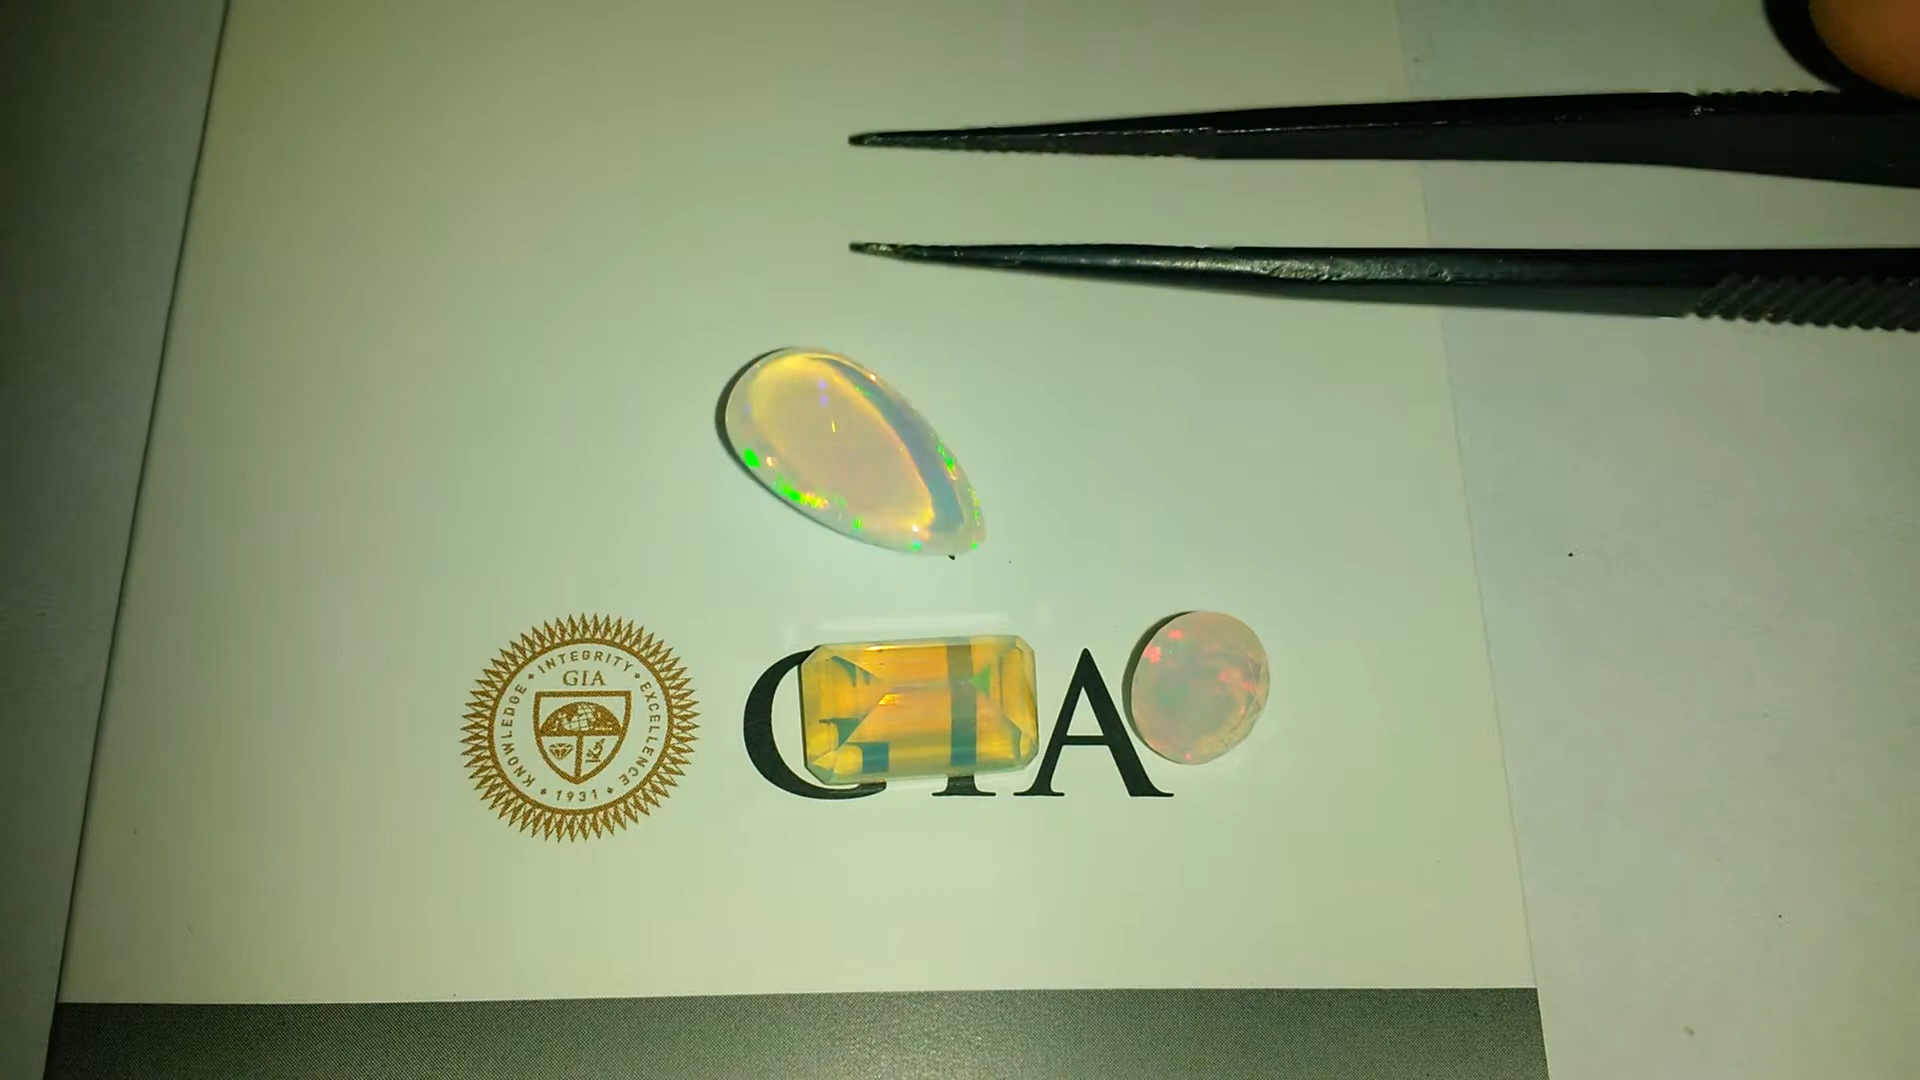 KNOWLEDGE • INTEGRITY • EXCELLENCE
GIA
• 1931 •
GIA